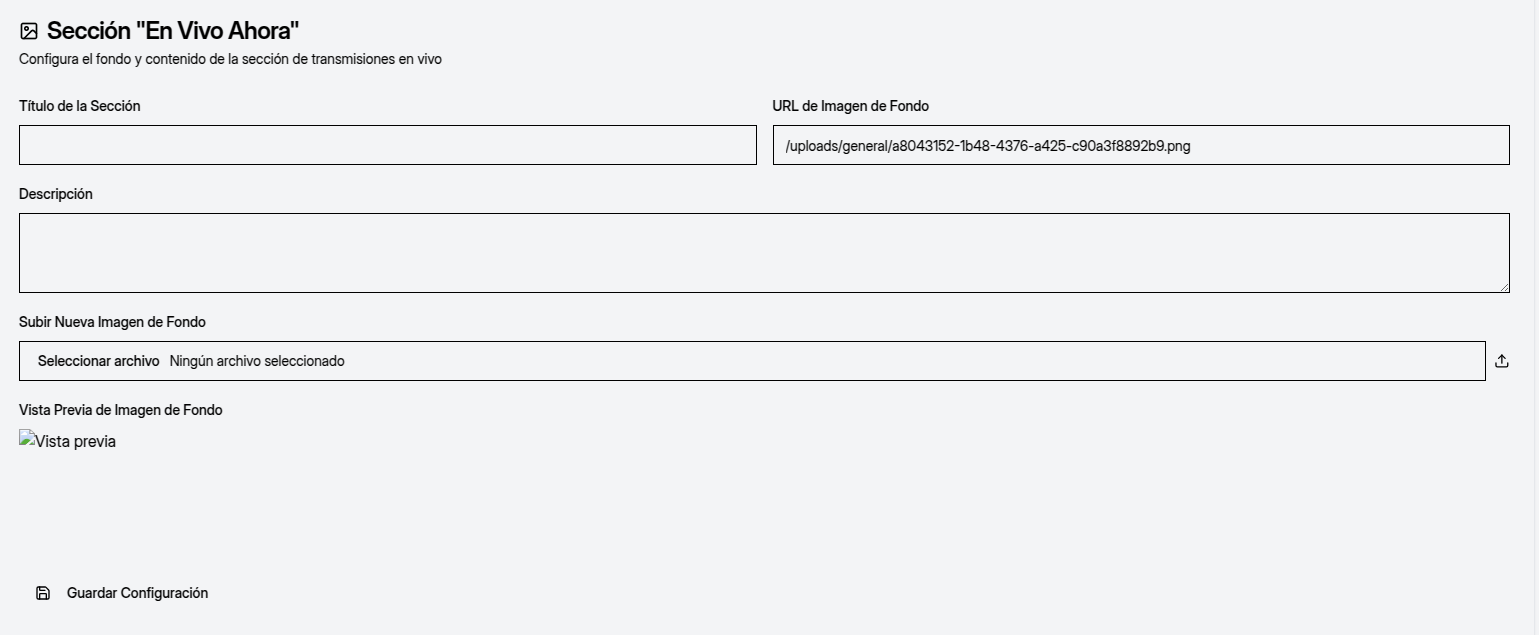 Sección "En Vivo Ahora"
Configura el fondo y contenido de la sección de transmisiones en vivo
Título de la Sección
URL de Imagen de Fondo
/uploads/general/a8043152-1b48-4376-a425-c90a3f8892b9.png
Descripción
Subir Nueva Imagen de Fondo
Seleccionar archivo Ningún archivo seleccionado
Vista Previa de Imagen de Fondo
Vista previa
Guardar Configuración